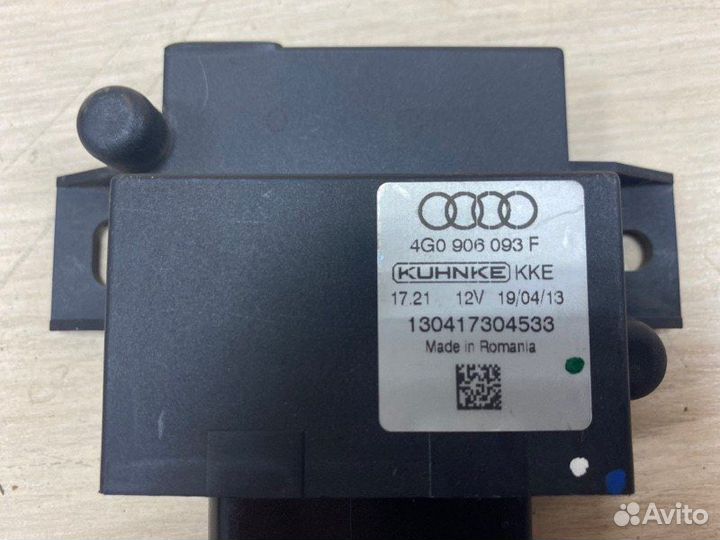 4G0 906 093 F
KUHNKE KKE
17.21 12V 19/04/13
130417304533
Made in Romania
Avito